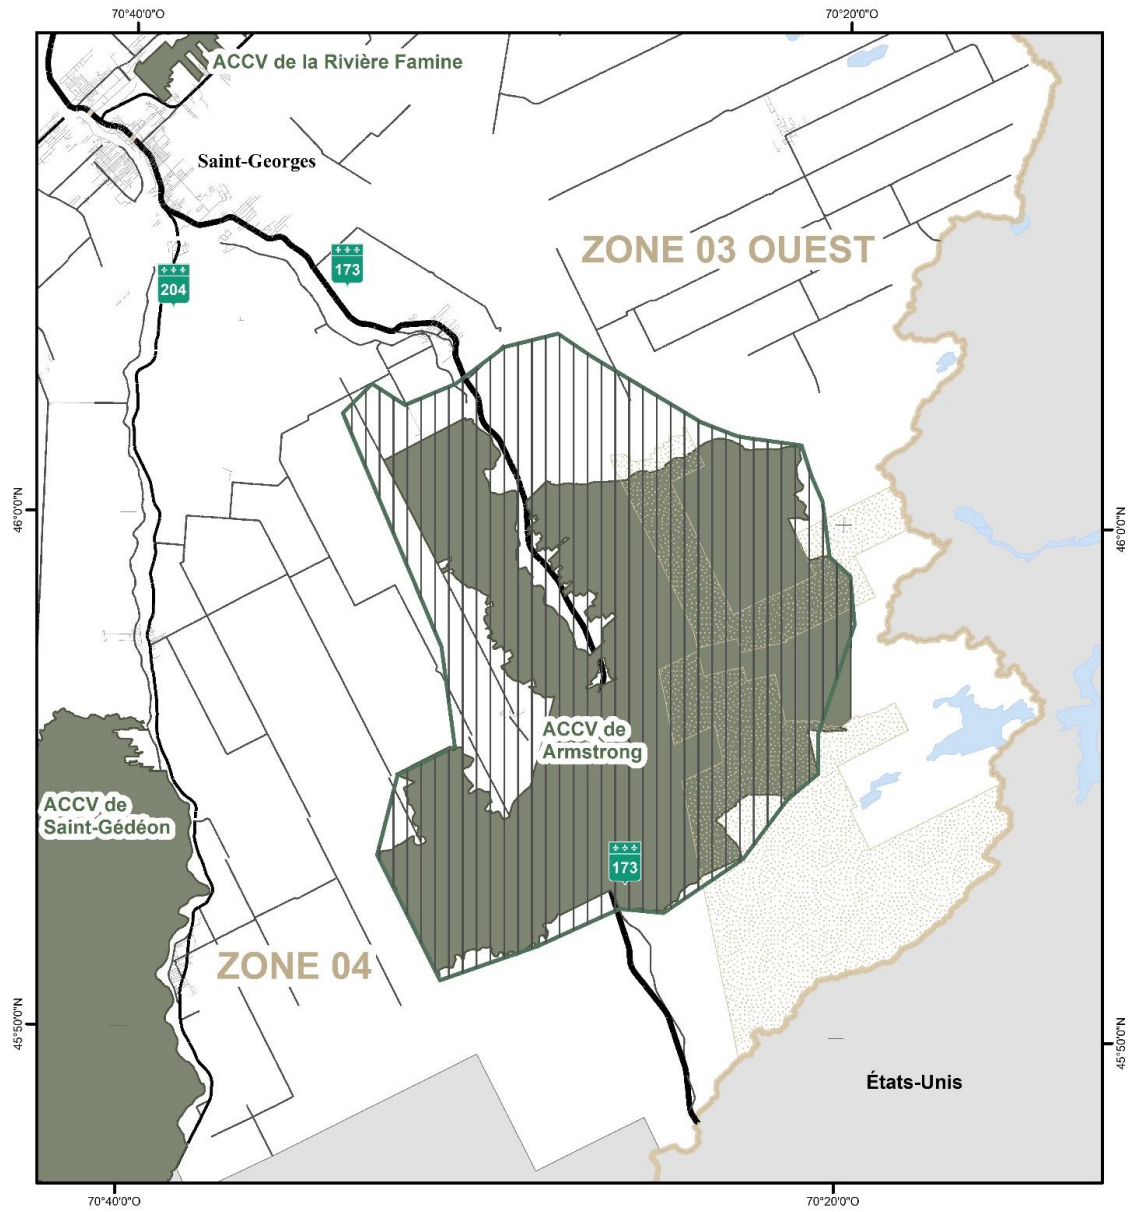 70°40'0"O
70°20'0"O
ACCV de la Rivière Famine
Saint-Georges
ZONE 03 OUEST
173
204
46°0'0"N
46°0'0"N
ACCV de
Armstrong
ACCV de
Saint-Gédéon
173
ZONE 04
45°50'0"N
45°50'0"N
États-Unis
70°40'0"O
70°20'0"O